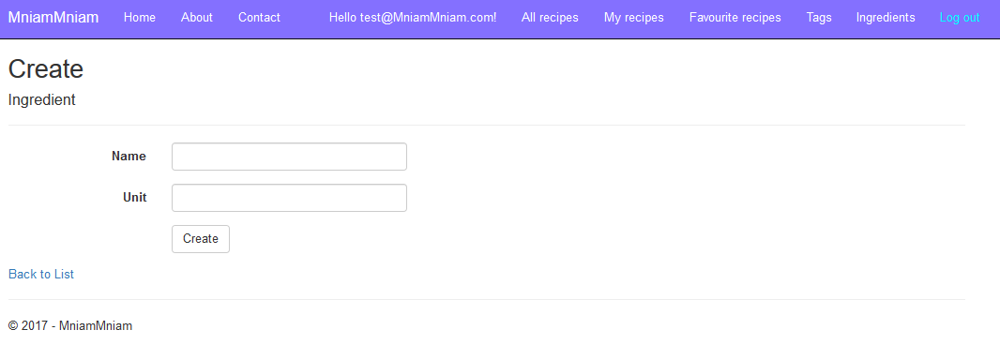 MniamMniam Home About Contact Hello test@MniamMniam.com! All recipes My recipes Favourite recipes Tags Ingredients Log out
Create
Ingredient
Name
Unit
Create
Back to List
© 2017 - MniamMniam